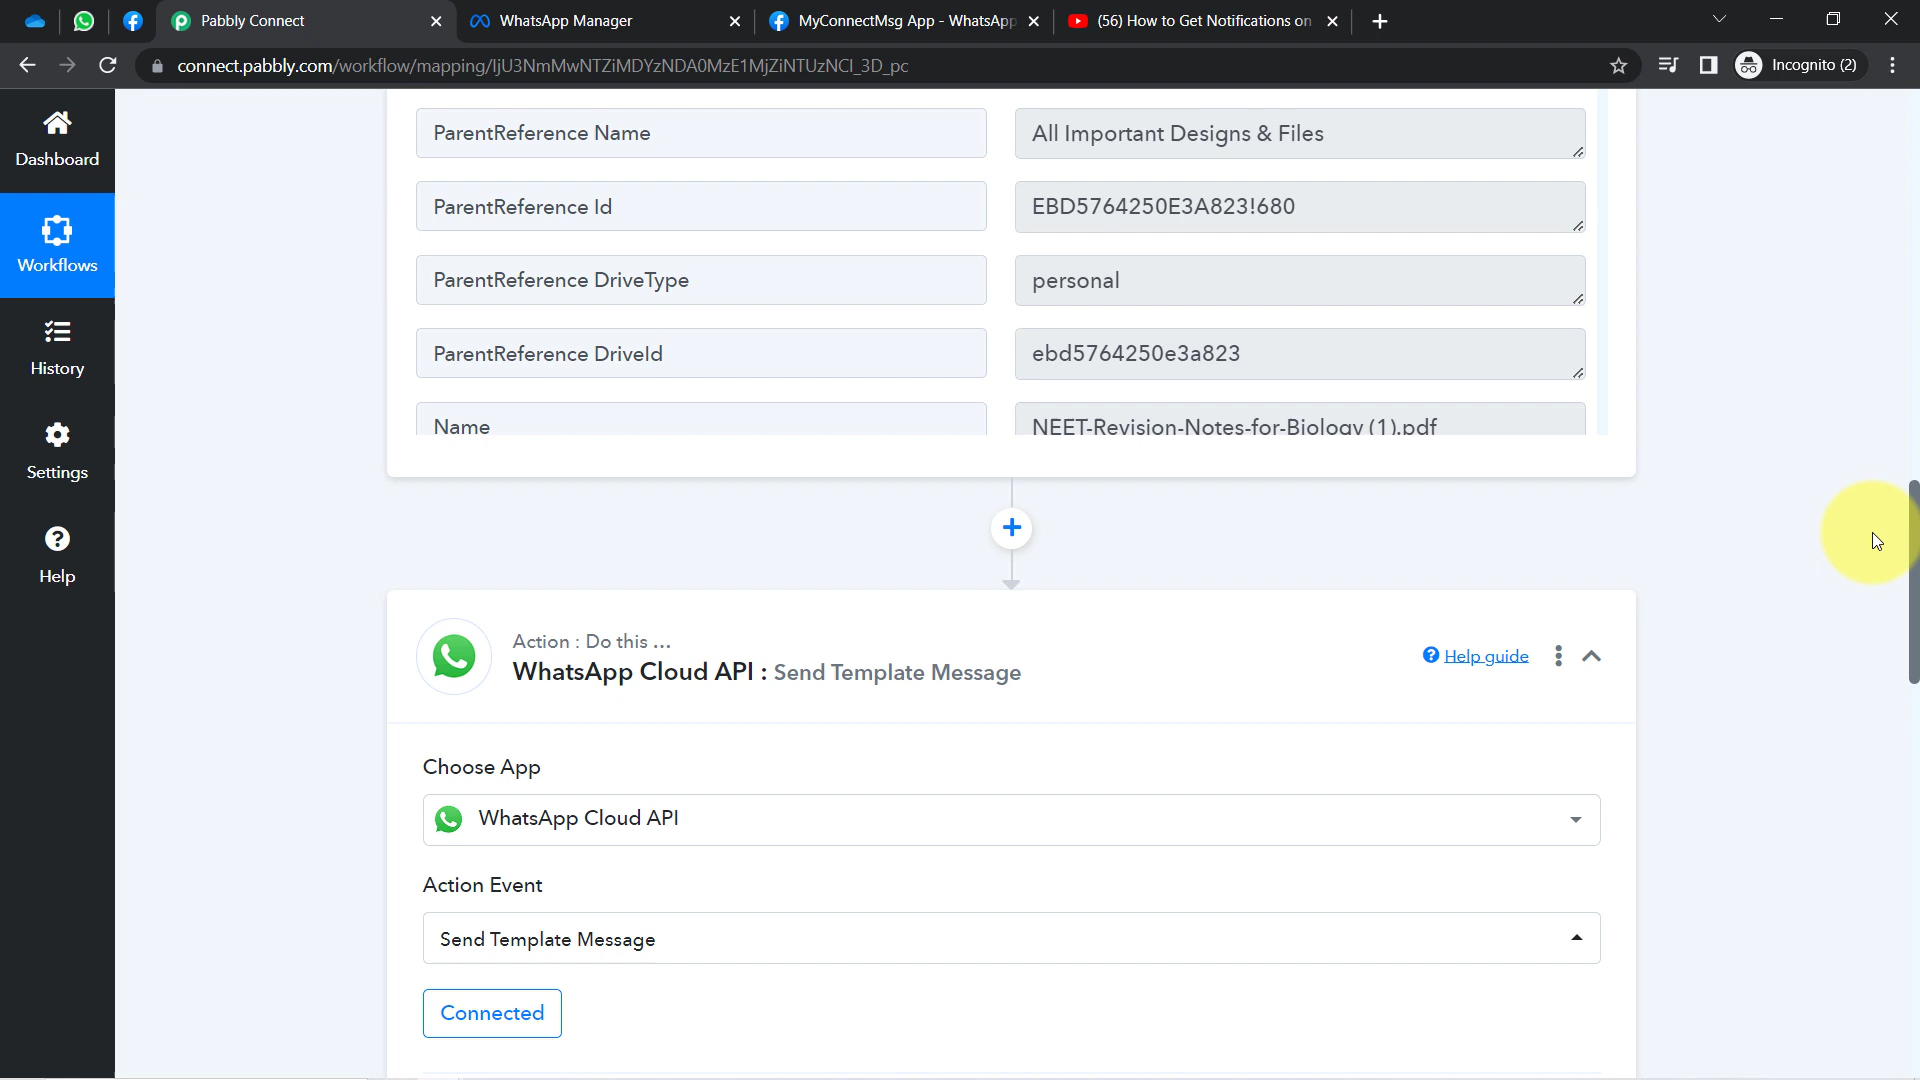 Pabbly Connect
WhatsApp Manager
MyConnectMsg App - WhatsApp
(56) How to Get Notifications on
connect.pabbly.com/workflow/mapping/IjU3NmMwNTZiMDYzNDA0MzE1MjZiNTUzNCI_3D_pc
Incognito (2)
Dashboard
Workflows
History
Settings
Help
ParentReference Name
All Important Designs & Files
ParentReference Id
EBD5764250E3A823!680
ParentReference DriveType
personal
ParentReference DriveId
ebd5764250e3a823
Name
NEET-Revision-Notes-for-Biology (1).pdf
Action : Do this ...
WhatsApp Cloud API : Send Template Message
Help guide
Choose App
WhatsApp Cloud API
Action Event
Send Template Message
Connected